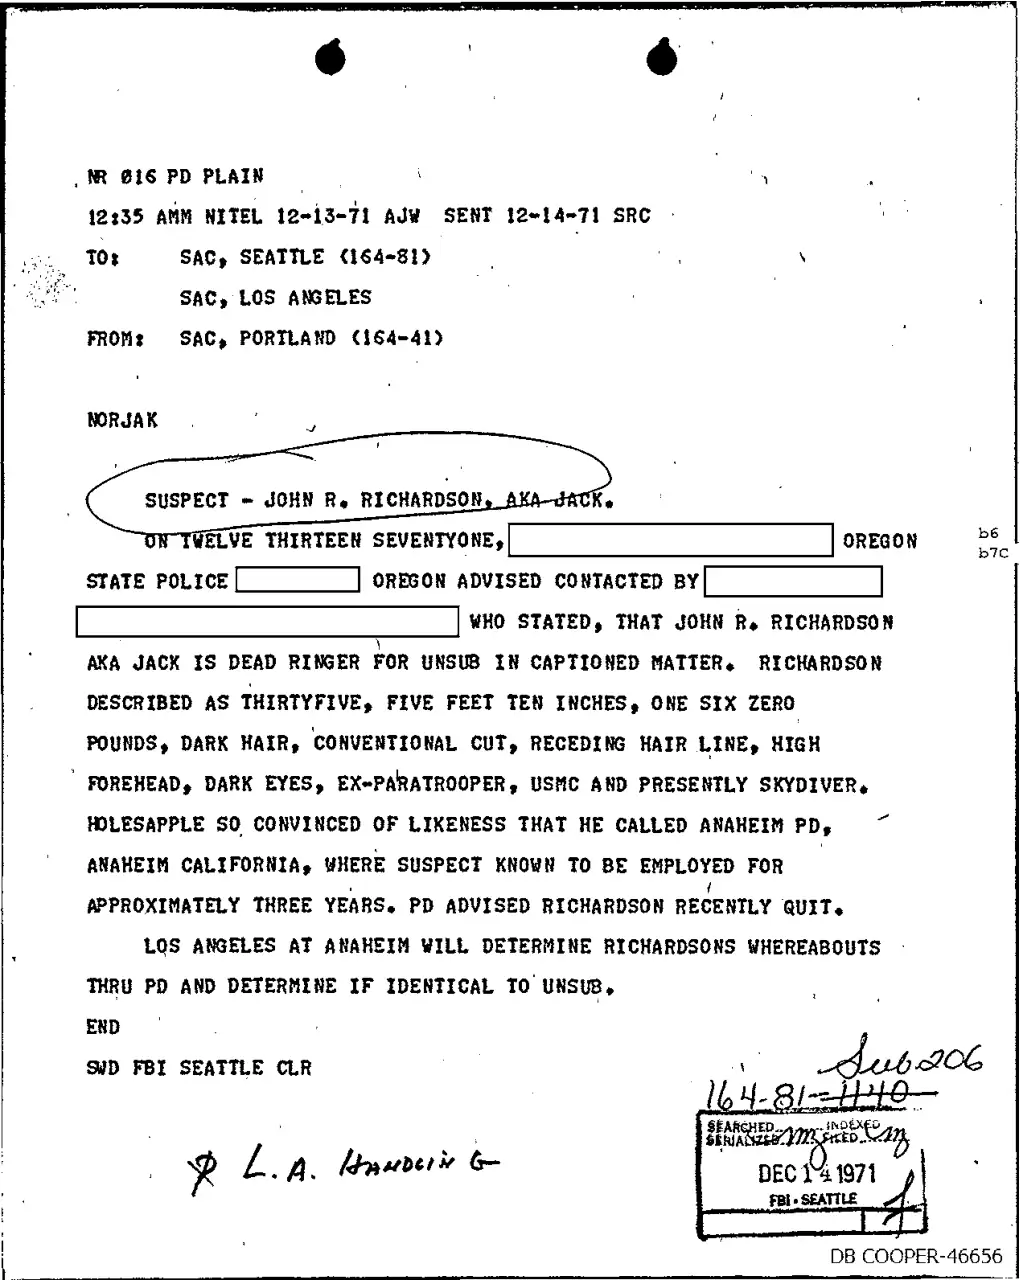 NR 016 PD PLAIN
12:35 AMM NITEL 12-13-71 AJW SENT 12-14-71 SRC
TO: SAC, SEATTLE (164-81)
SAC, LOS ANGELES
FROM: SAC, PORTLAND (164-41)
NORJAK
SUSPECT - JOHN R. RICHARDSON, AKA JACK.
ON TWELVE THIRTEEN SEVENTYONE, OREGON
b6
b7C
STATE POLICE OREGON ADVISED CONTACTED BY
WHO STATED, THAT JOHN R. RICHARDSON
AKA JACK IS DEAD RINGER FOR UNSUB IN CAPTIONED MATTER. RICHARDSON
DESCRIBED AS THIRTYFIVE, FIVE FEET TEN INCHES, ONE SIX ZERO
POUNDS, DARK HAIR, CONVENTIONAL CUT, RECEDING HAIR LINE, HIGH
FOREHEAD, DARK EYES, EX-PARATROOPER, USMC AND PRESENTLY SKYDIVER.
HOLESAPPLE SO CONVINCED OF LIKENESS THAT HE CALLED ANAHEIM PD,
ANAHEIM CALIFORNIA, WHERE SUSPECT KNOWN TO BE EMPLOYED FOR
APPROXIMATELY THREE YEARS. PD ADVISED RICHARDSON RECENTLY QUIT.
LOS ANGELES AT ANAHEIM WILL DETERMINE RICHARDSONS WHEREABOUTS
THRU PD AND DETERMINE IF IDENTICAL TO UNSUB.
END
SWD FBI SEATTLE CLR
Sub 206
164-81-1140
SEARCHED INDEXED
SERIALIZED FILED
DEC 14 1971
FBI - SEATTLE
L.A. HANDLING
DB COOPER-46656